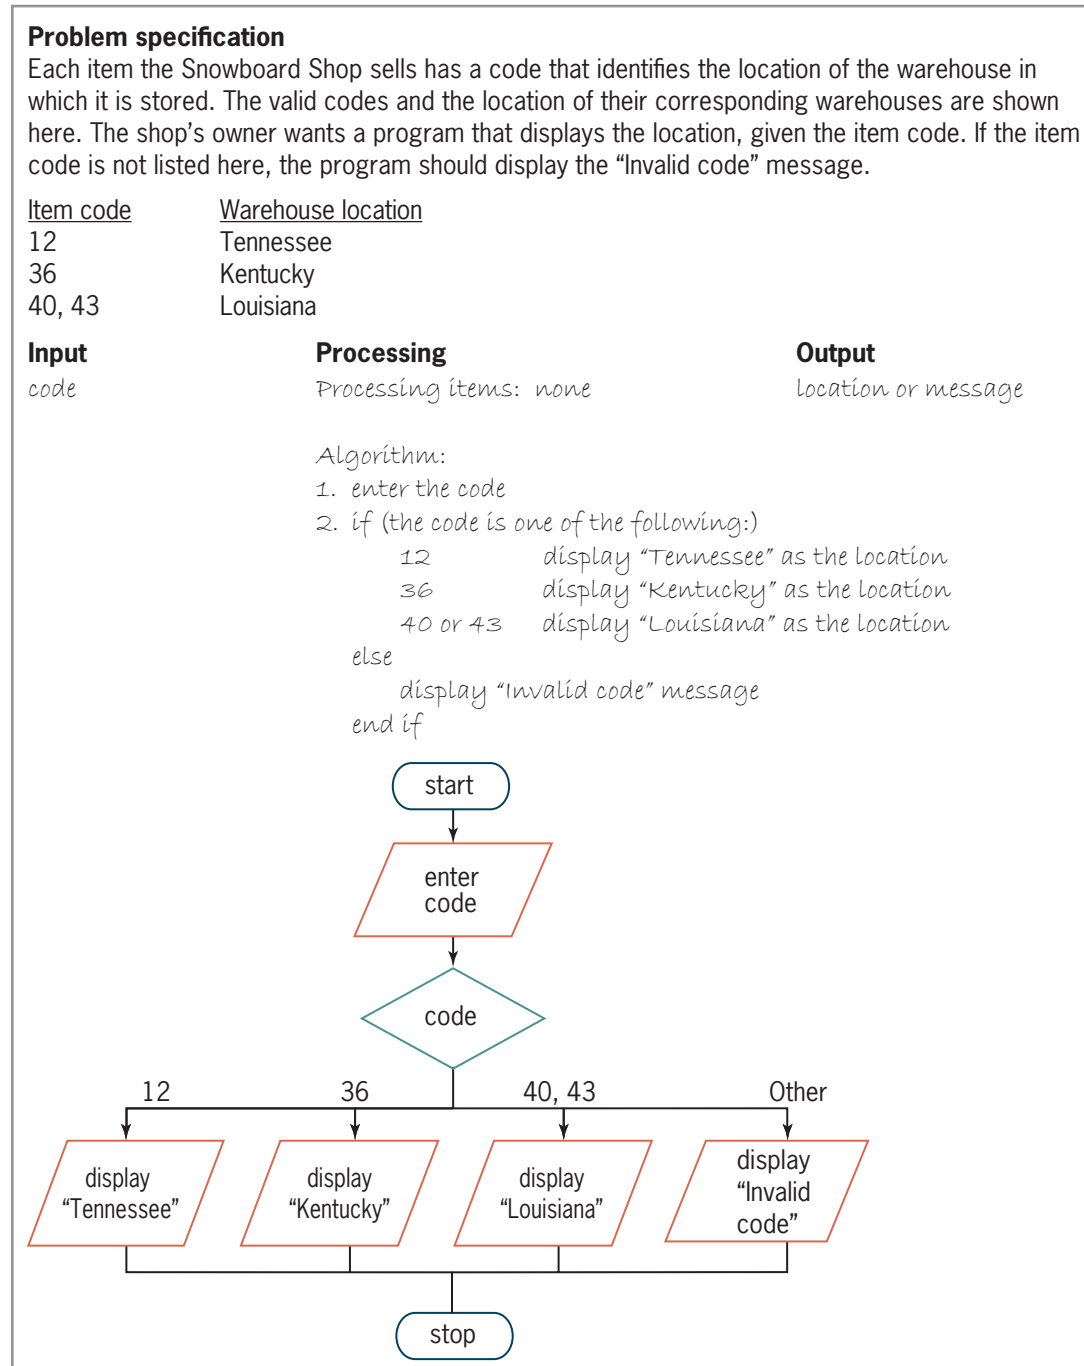 Problem specification
Each item the Snowboard Shop sells has a code that identifies the location of the warehouse in
which it is stored. The valid codes and the location of their corresponding warehouses are shown
here. The shop’s owner wants a program that displays the location, given the item code. If the item
code is not listed here, the program should display the “Invalid code” message.
Item code Warehouse location
12 Tennessee
36 Kentucky
40, 43 Louisiana
Input Processing Output
code Processing items: none location or message
Algorithm:
1. enter the code
2. if (the code is one of the following:)
12 display “Tennessee” as the location
36 display “Kentucky” as the location
40 or 43 display “Louisiana” as the location
else
display “Invalid code” message
end if
start
enter
code
code
12 36 40, 43 Other
display
“Tennessee”
display
“Kentucky”
display
“Louisiana”
display
“Invalid
code”
stop